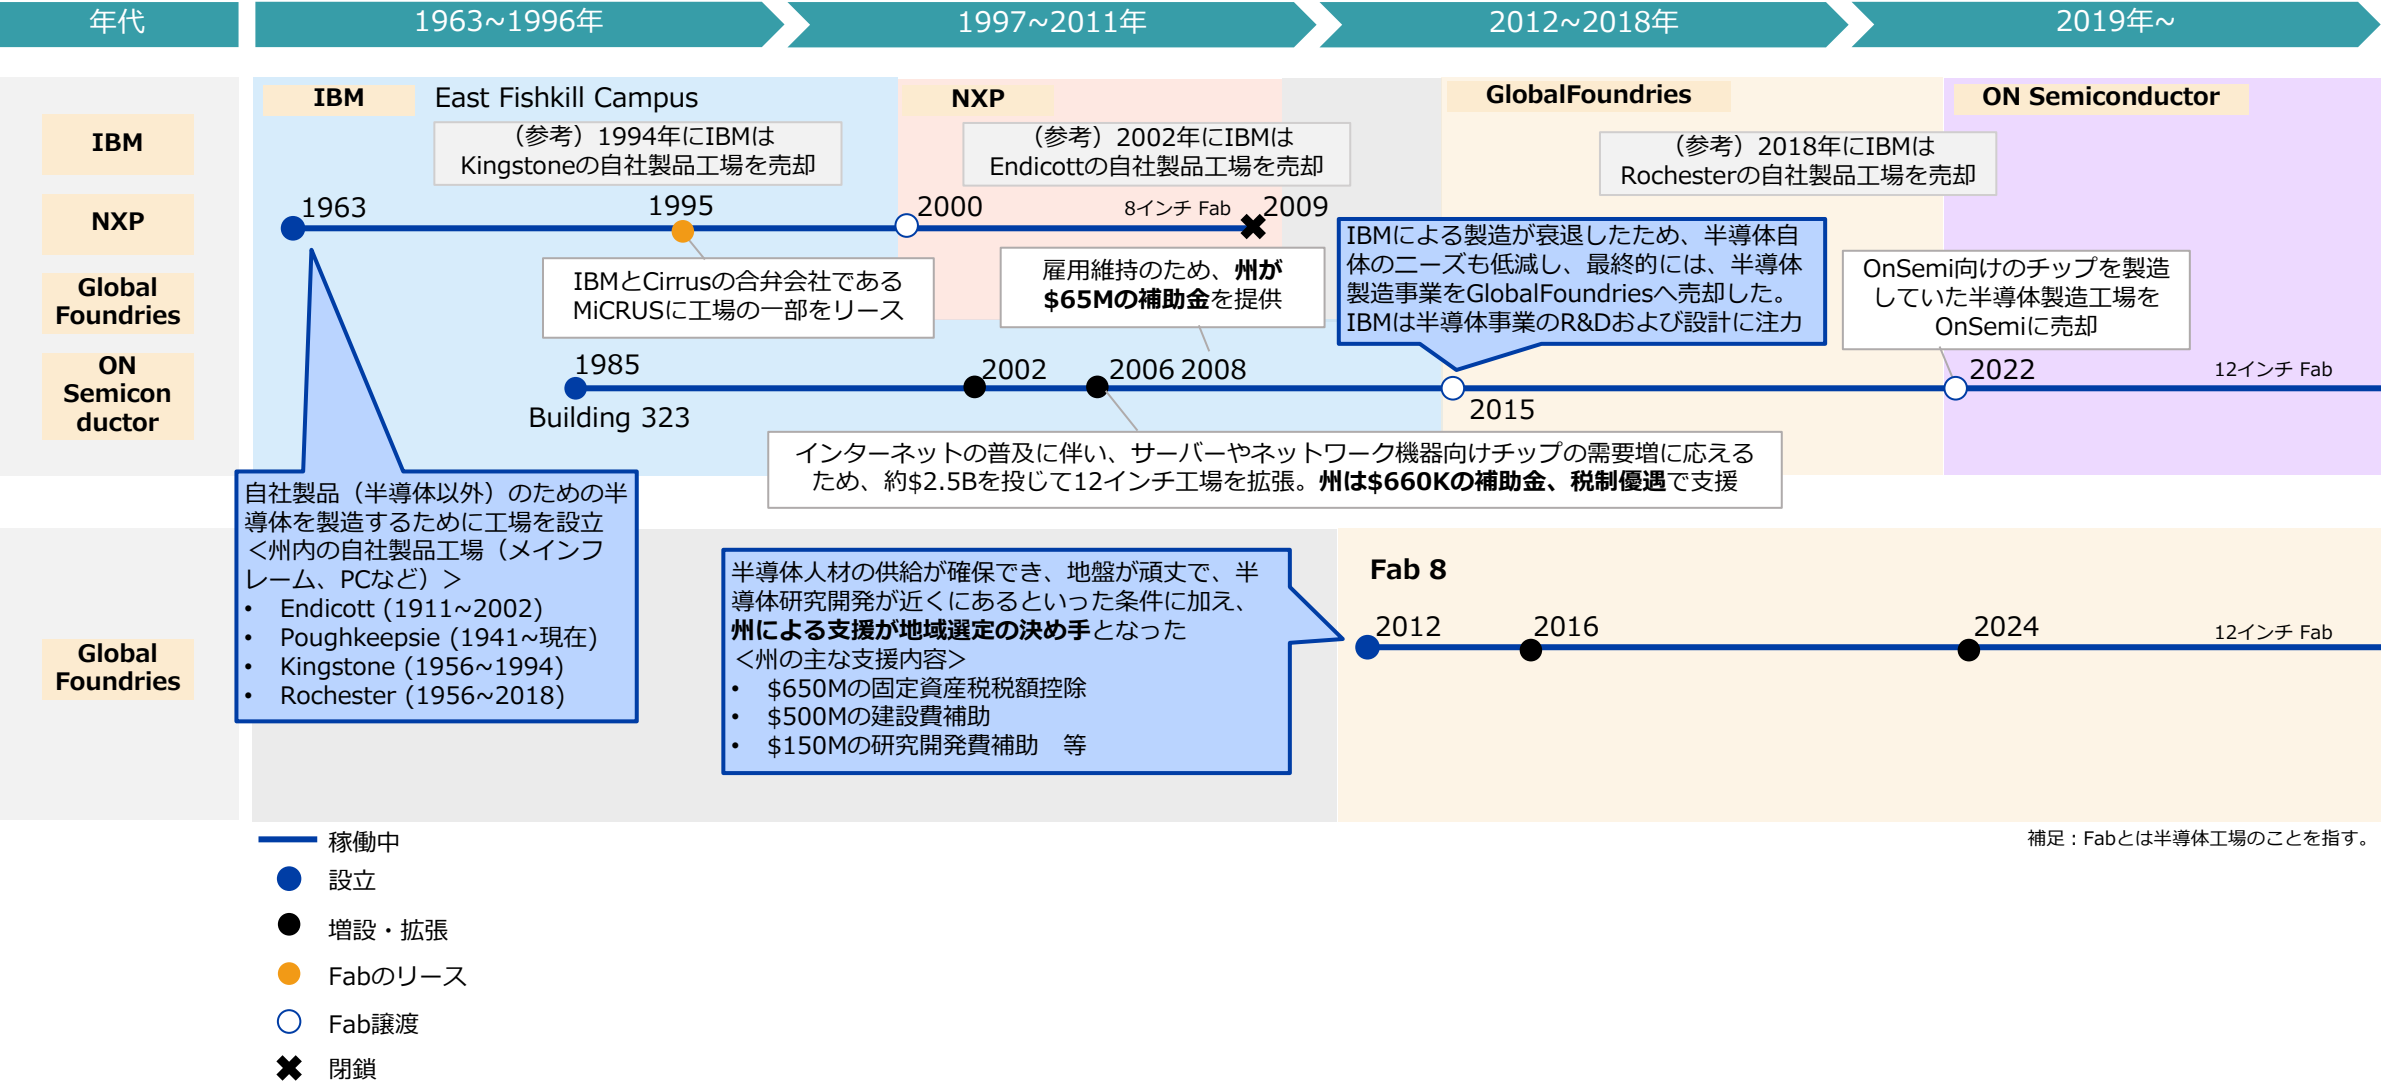 年代
1963~1996年
1997~2011年
2012~2018年
2019年~
IBM
NXP
Global
Foundries
ON
Semicon
ductor
IBM
East Fishkill Campus
NXP
GlobalFoundries
ON Semiconductor
（参考）1994年にIBMは
Kingstoneの自社製品工場を売却
（参考）2002年にIBMは
Endicottの自社製品工場を売却
（参考）2018年にIBMは
Rochesterの自社製品工場を売却
1963
1995
2000
8インチ Fab
2009
IBMとCirrusの合弁会社である
MiCRUSに工場の一部をリース
雇用維持のため、州が
$65Mの補助金を提供
IBMによる製造が衰退したため、半導体自
体のニーズも低減し、最終的には、半導体
製造事業をGlobalFoundriesへ売却した。
IBMは半導体事業のR&Dおよび設計に注力
OnSemi向けのチップを製造
していた半導体製造工場を
OnSemiに売却
1985
Building 323
2002
2006
2008
2015
2022
12インチ Fab
インターネットの普及に伴い、サーバーやネットワーク機器向けチップの需要増に応える
ため、約$2.5Bを投じて12インチ工場を拡張。州は$660Kの補助金、税制優遇で支援
自社製品（半導体以外）のための半
導体を製造するために工場を設立
＜州内の自社製品工場（メインフ
レーム、PCなど）＞
• Endicott (1911~2002)
• Poughkeepsie (1941~現在)
• Kingstone (1956~1994)
• Rochester (1956~2018)
Global
Foundries
半導体人材の供給が確保でき、地盤が頑丈で、半
導体研究開発が近くにあるといった条件に加え、
州による支援が地域選定の決め手となった
＜州の主な支援内容＞
• $650Mの固定資産税税額控除
• $500Mの建設費補助
• $150Mの研究開発費補助　等
Fab 8
2012
2016
2024
12インチ Fab
稼働中
設立
増設・拡張
Fabのリース
Fab譲渡
閉鎖
補足：Fabとは半導体工場のことを指す。